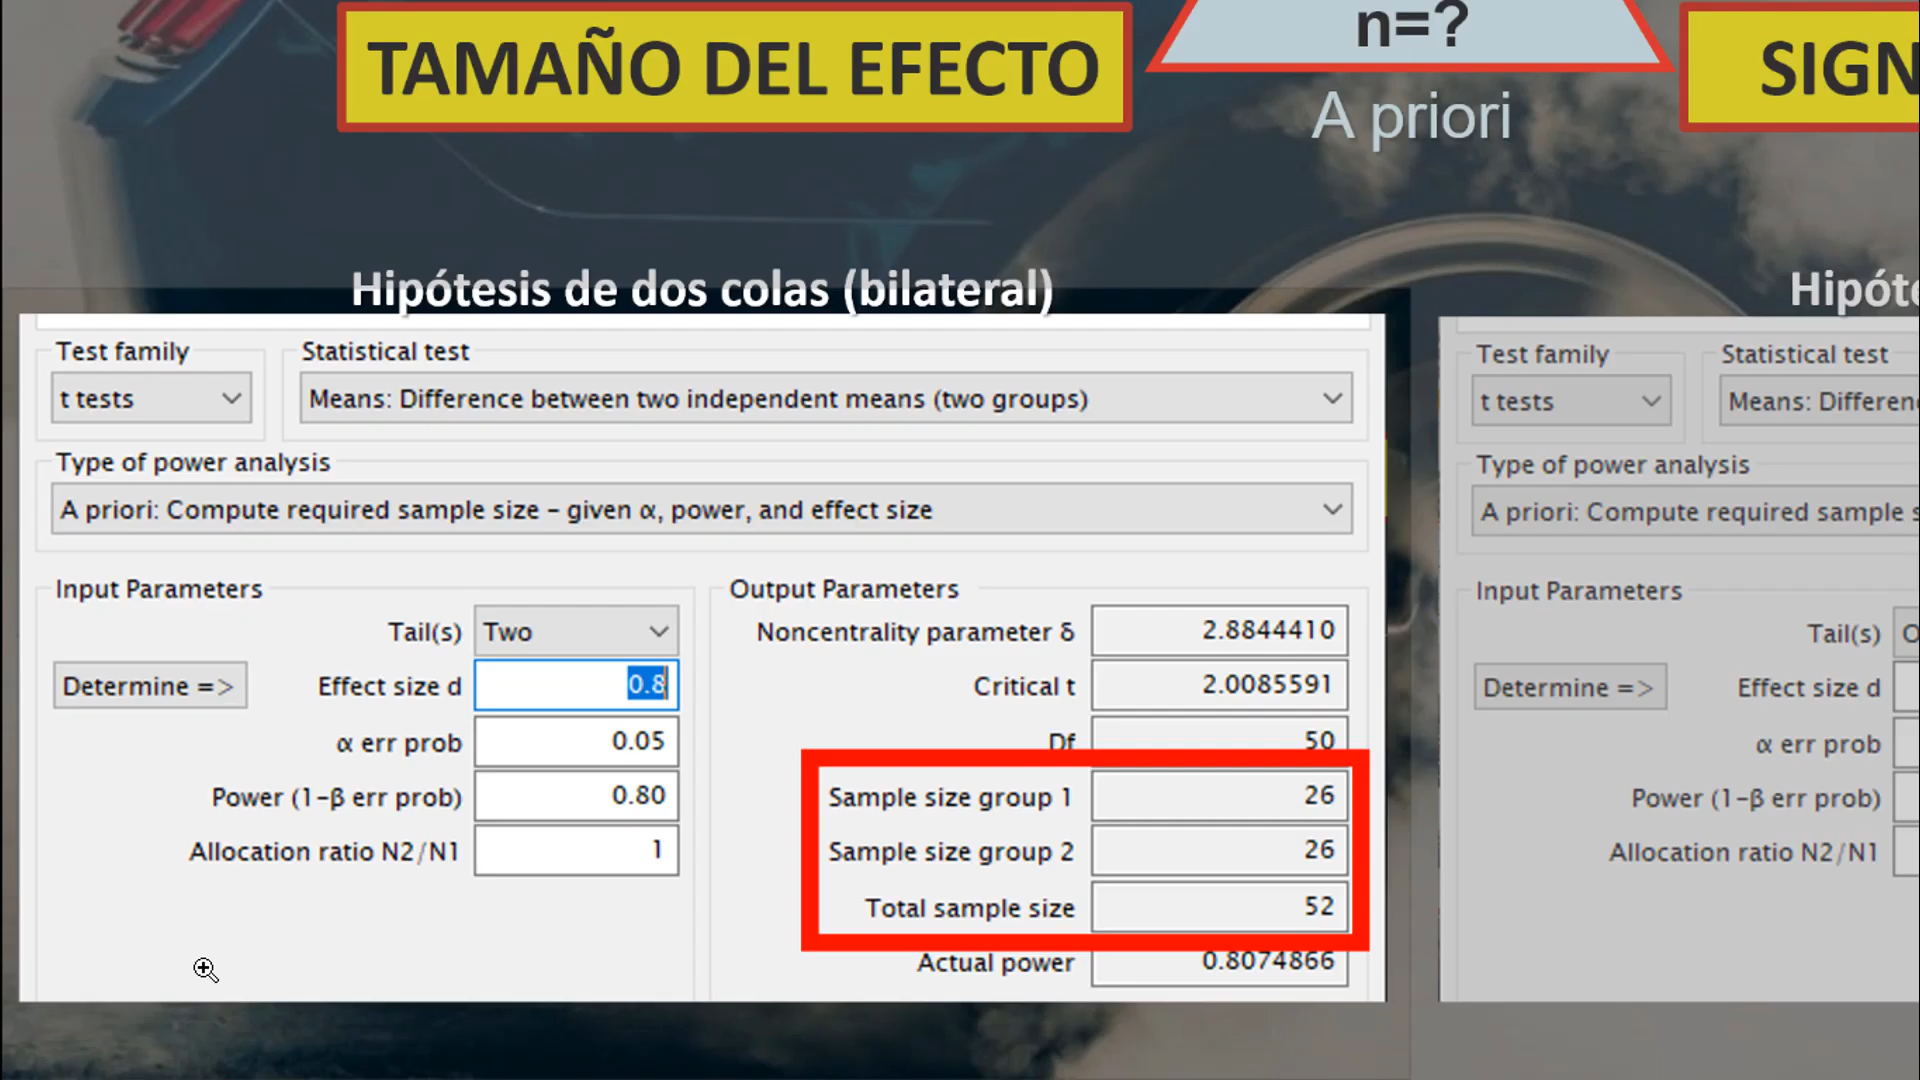 TAMAÑO DEL EFECTO
n=?
A priori
SIGN
Hipótesis de dos colas (bilateral)
Hipót
Test family
Statistical test
t tests
Means: Difference between two independent means (two groups)
Type of power analysis
A priori: Compute required sample size - given α, power, and effect size
Input Parameters
Tail(s) Two
Determine => Effect size d 0.8
α err prob 0.05
Power (1-β err prob) 0.80
Allocation ratio N2/N1 1
Output Parameters
Noncentrality parameter δ 2.8844410
Critical t 2.0085591
Df 50
Sample size group 1 26
Sample size group 2 26
Total sample size 52
Actual power 0.8074866
Test family
Statistical test
t tests
Means: Differen
Type of power analysis
A priori: Compute required sample s
Input Parameters
Tail(s) O
Determine => Effect size d
α err prob
Power (1-β err prob)
Allocation ratio N2/N1